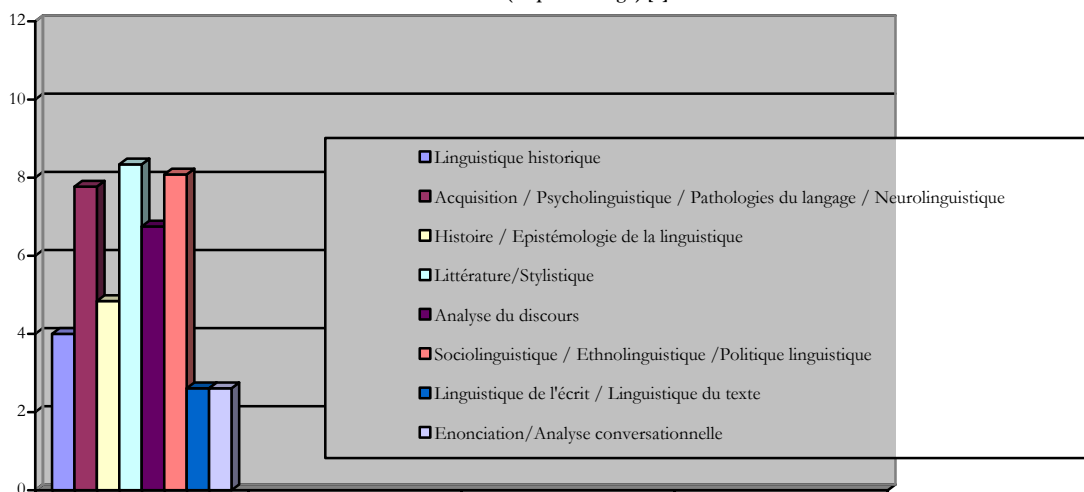 12
10
8
6
4
2
0
Linguistique historique
Acquisition / Psycholinguistique / Pathologies du langage / Neurolinguistique
Histoire / Epistémologie de la linguistique
Littérature/Stylistique
Analyse du discours
Sociolinguistique / Ethnolinguistique /Politique linguistique
Linguistique de l'écrit / Linguistique du texte
Enonciation/Analyse conversationnelle